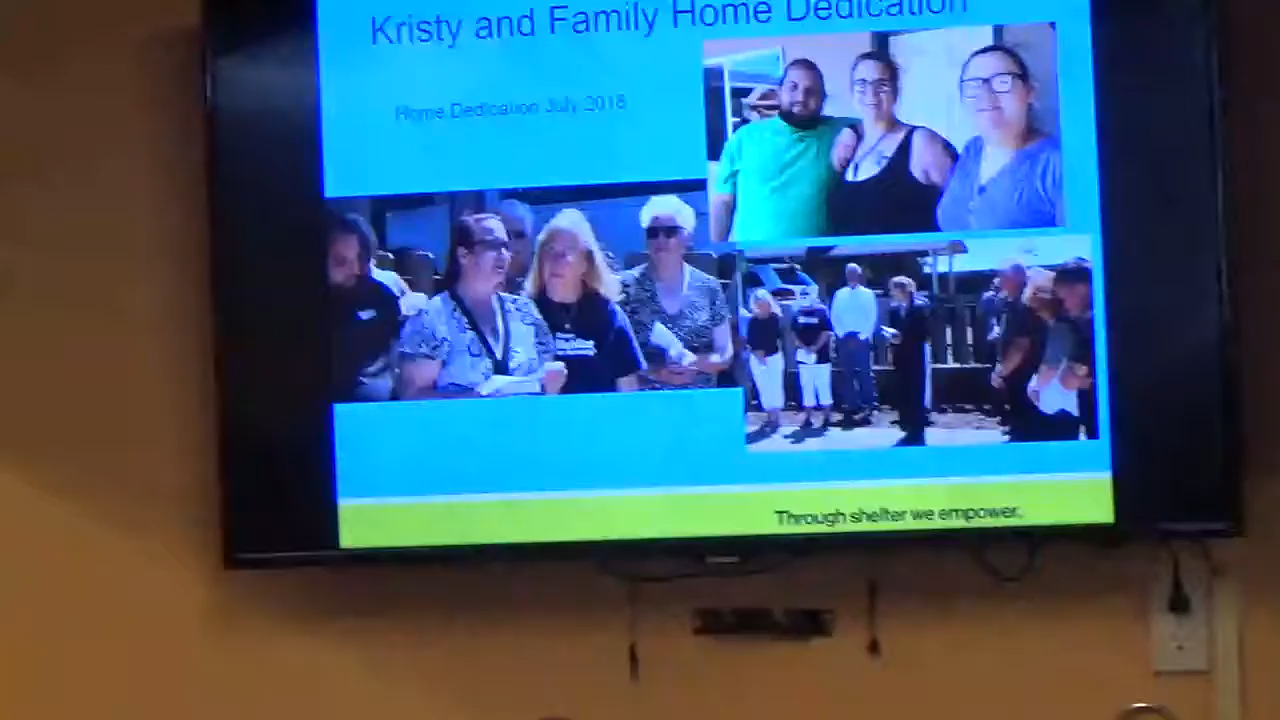 Kristy and Family Home Dedication
Home Dedication July 2018
Through shelter we empower.